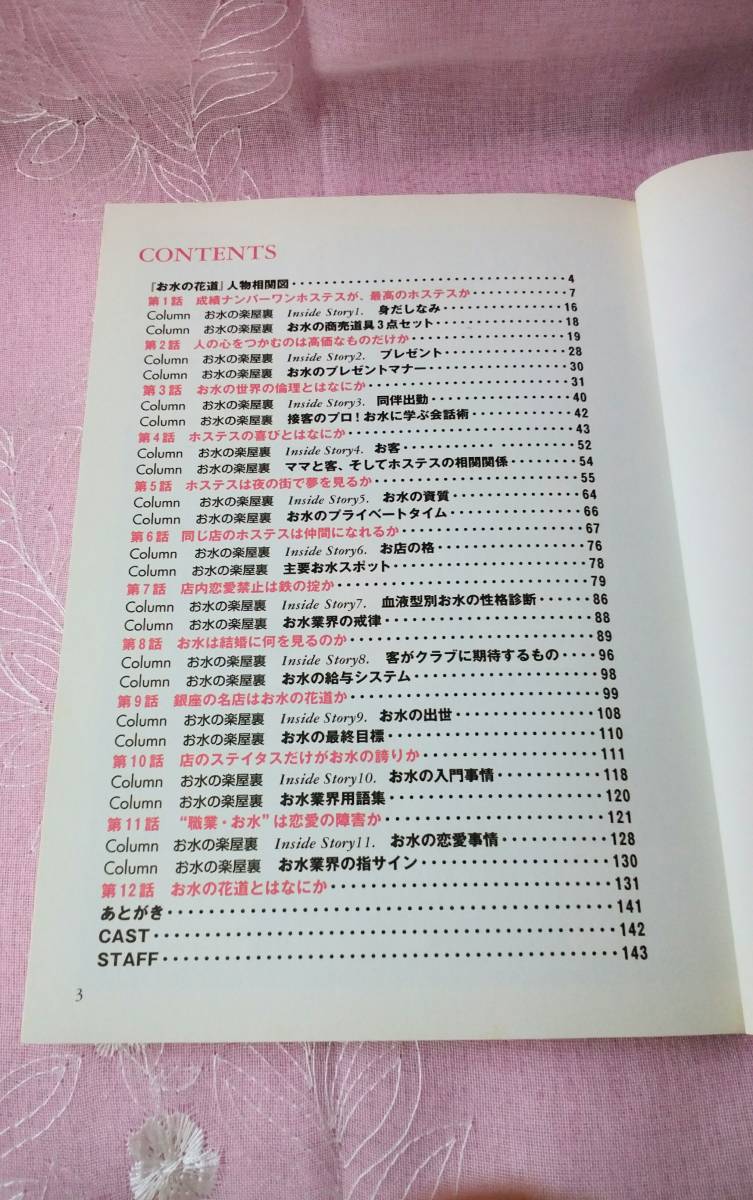 CONTENTS
『お水の花道』人物相関図・・・・・・・・・・・・・・・・・・・・・・・・・・・・・・4
第1話 成績ナンバーワンホステスが、最高のホステスか・・・・・・・・・・7
Column お水の楽屋裏 Inside Story1. 身だしなみ・・・・・・・・・・・・・16
Column お水の楽屋裏 お水の商売道具3点セット・・・・・・・・・・・・・18
第2話 人の心をつかむのは高価なものだけか・・・・・・・・・・・・・・・19
Column お水の楽屋裏 Inside Story2. プレゼント・・・・・・・・・・・・・28
Column お水の楽屋裏 お水のプレゼントマナー・・・・・・・・・・・・・・30
第3話 お水の世界の倫理とはなにか・・・・・・・・・・・・・・・・・・・31
Column お水の楽屋裏 Inside Story3. 同伴出勤・・・・・・・・・・・・・・40
Column お水の楽屋裏 接客のプロ!お水に学ぶ会話術・・・・・・・・・・42
第4話 ホステスの喜びとはなにか・・・・・・・・・・・・・・・・・・・・43
Column お水の楽屋裏 Inside Story4. お客・・・・・・・・・・・・・・・・52
Column お水の楽屋裏 ママと客、そしてホステスの相関関係・・・・・・・54
第5話 ホステスは夜の街で夢を見るか・・・・・・・・・・・・・・・・・・55
Column お水の楽屋裏 Inside Story5. お水の資質・・・・・・・・・・・・・64
Column お水の楽屋裏 お水のプライベートタイム・・・・・・・・・・・・・66
第6話 同じ店のホステスは仲間になれるか・・・・・・・・・・・・・・・・67
Column お水の楽屋裏 Inside Story6. お店の格・・・・・・・・・・・・・・76
Column お水の楽屋裏 主要お水スポット・・・・・・・・・・・・・・・・・78
第7話 店内恋愛禁止は鉄の掟か・・・・・・・・・・・・・・・・・・・・・79
Column お水の楽屋裏 Inside Story7. 血液型別お水の性格診断・・・・・86
Column お水の楽屋裏 お水業界の戒律・・・・・・・・・・・・・・・・・・88
第8話 お水は結婚に何を見るのか・・・・・・・・・・・・・・・・・・・・89
Column お水の楽屋裏 Inside Story8. 客がクラブに期待するもの・・・・96
Column お水の楽屋裏 お水の給与システム・・・・・・・・・・・・・・・・98
第9話 銀座の名店はお水の花道か・・・・・・・・・・・・・・・・・・・・99
Column お水の楽屋裏 Inside Story9. お水の出世・・・・・・・・・・・・・108
Column お水の楽屋裏 お水の最終目標・・・・・・・・・・・・・・・・・・110
第10話 店のステイタスだけがお水の誇りか・・・・・・・・・・・・・・・111
Column お水の楽屋裏 Inside Story10. お水の入門事情・・・・・・・・・・118
Column お水の楽屋裏 お水業界用語集・・・・・・・・・・・・・・・・・・120
第11話 “職業・お水”は恋愛の障害か・・・・・・・・・・・・・・・・・・121
Column お水の楽屋裏 Inside Story11. お水の恋愛事情・・・・・・・・・・128
Column お水の楽屋裏 お水業界の指サイン・・・・・・・・・・・・・・・・130
第12話 お水の花道とはなにか・・・・・・・・・・・・・・・・・・・・・・131
あとがき・・・・・・・・・・・・・・・・・・・・・・・・・・・・・・・・141
CAST・・・・・・・・・・・・・・・・・・・・・・・・・・・・・・・・・・142
STAFF・・・・・・・・・・・・・・・・・・・・・・・・・・・・・・・・・143
3